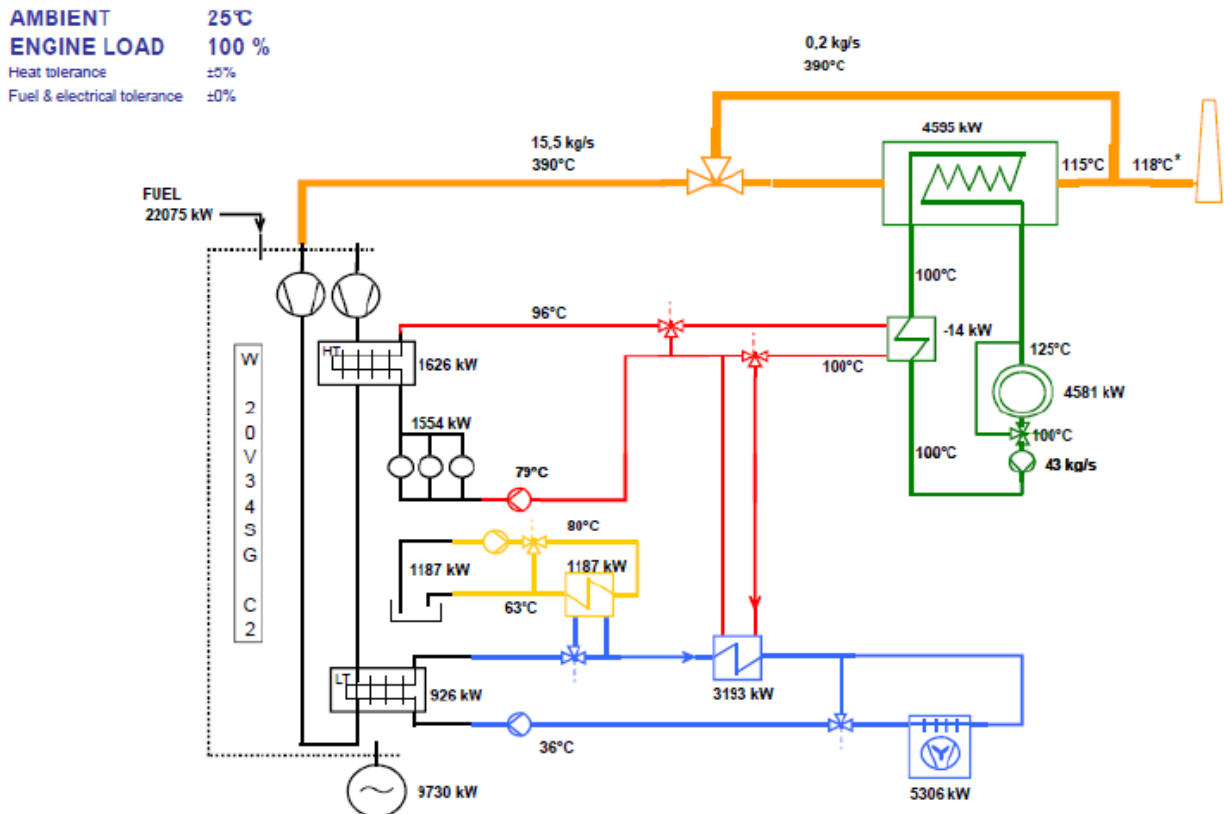 AMBIENT 25°C
ENGINE LOAD 100 %
Heat tolerance ±5%
Fuel & electrical tolerance ±0%
0,2 kg/s
390°C
15,5 kg/s
390°C
4595 kW
115°C
118°C*
FUEL
22075 kW
100°C
96°C
-14 kW
HT
1626 kW
100°C
125°C
4581 kW
W
2
0
V
3
4
S
G
C
2
1554 kW
100°C
100°C
43 kg/s
79°C
80°C
1187 kW
1187 kW
63°C
LT
926 kW
3193 kW
36°C
9730 kW
5306 kW